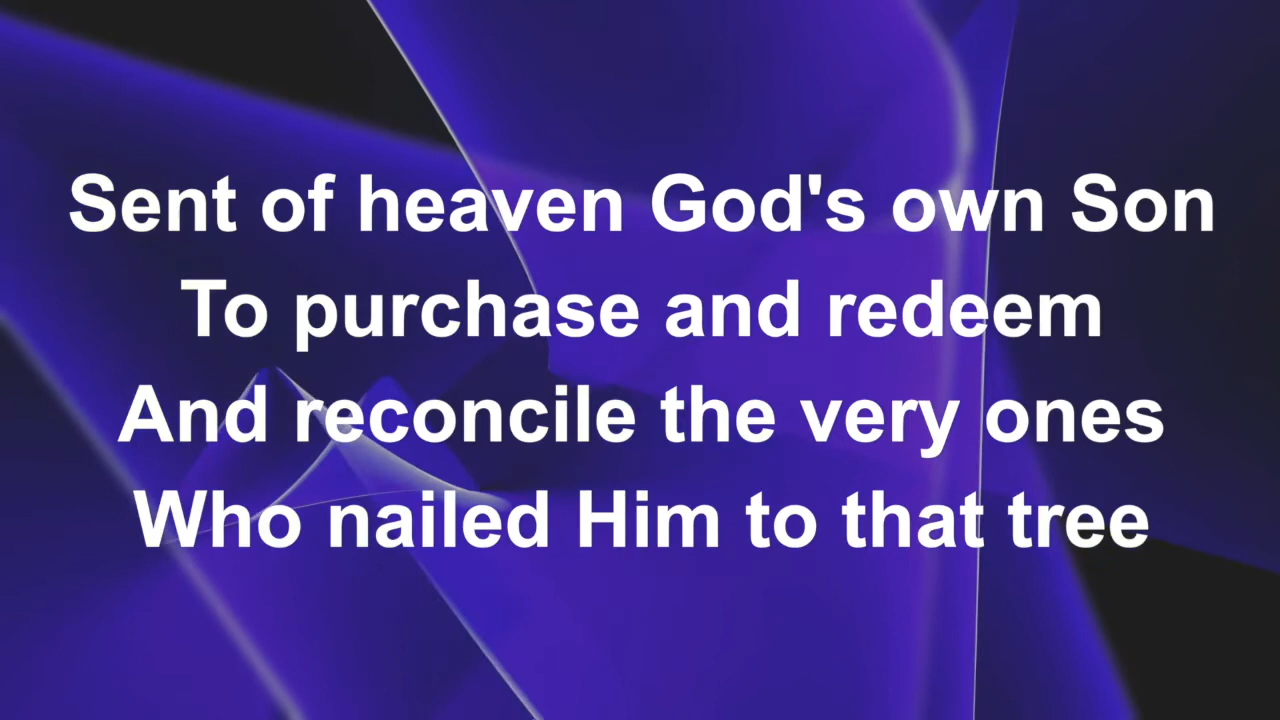 Sent of heaven God's own Son
To purchase and redeem
And reconcile the very ones
Who nailed Him to that tree